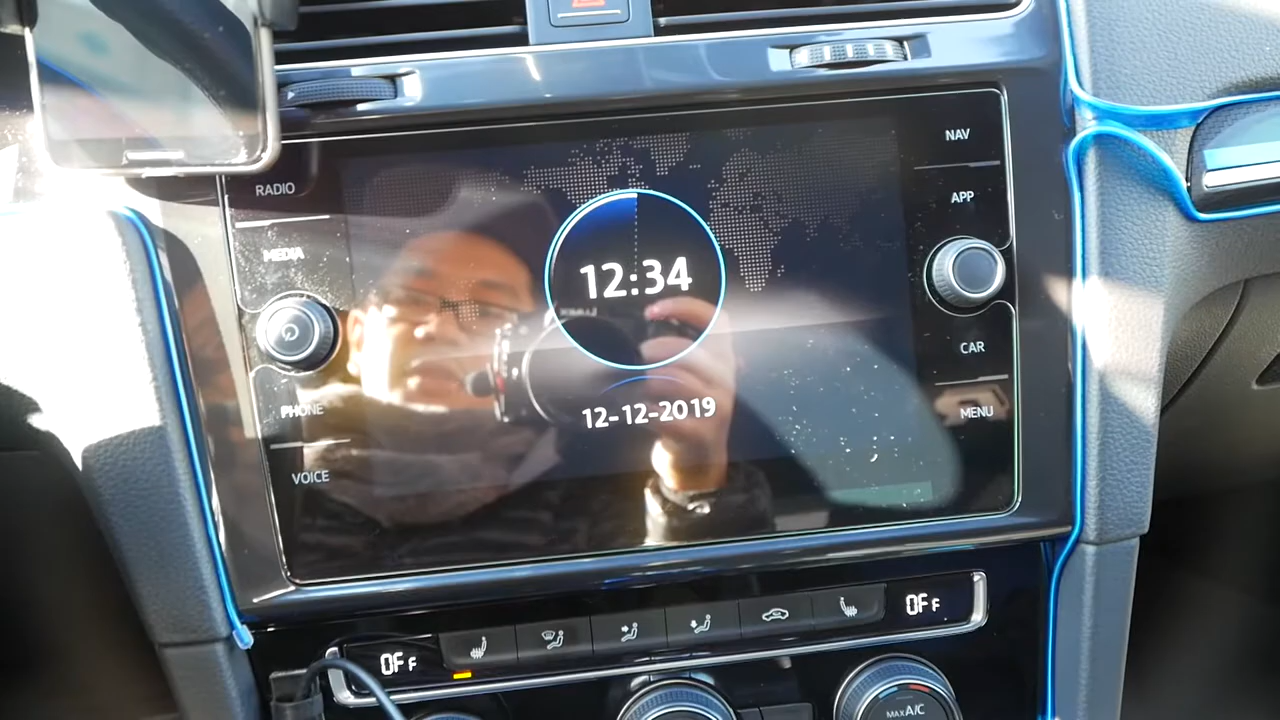 RADIO
MEDIA
PHONE
VOICE
12:34
12-12-2019
NAV
APP
CAR
MENU
OFF
OFF
MAX A/C